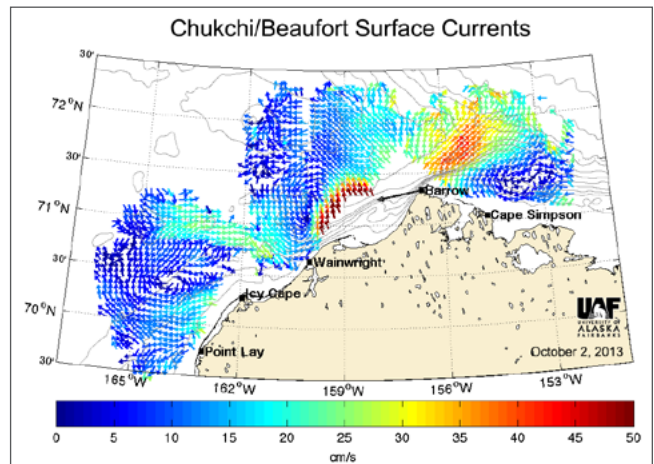 Chukchi/Beaufort Surface Currents
30'
72°N
30'
71°N
30'
70°N
30'
Barrow
Cape Simpson
Wainwright
Icy Cape
Point Lay
UAF
UNIVERSITY OF
ALASKA
FAIRBANKS
October 2, 2013
165°W
162°W
159°W
156°W
153°W
0 5 10 15 20 25 30 35 40 45 50
cm/s